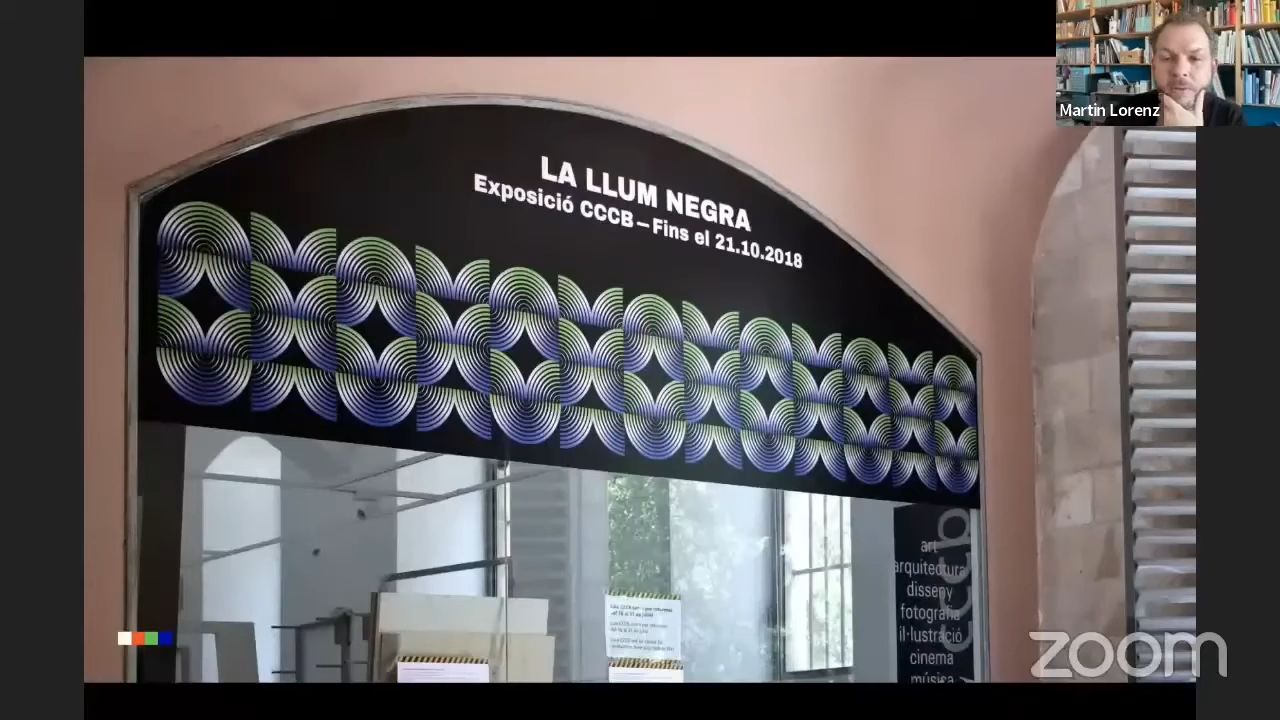 Martin Lorenz
LA LLUM NEGRA
Exposició CCCB – Fins el 21.10.2018
cccb
art
arquitectura
disseny
fotografia
il·lustració
cinema
música
zoom